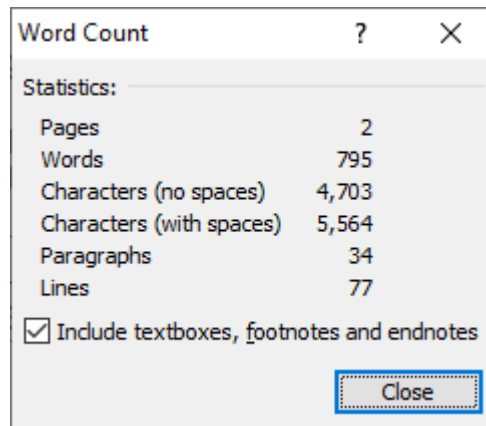 Word Count ? ×
Statistics:
Pages 2
Words 795
Characters (no spaces) 4,703
Characters (with spaces) 5,564
Paragraphs 34
Lines 77
Include textboxes, footnotes and endnotes
Close